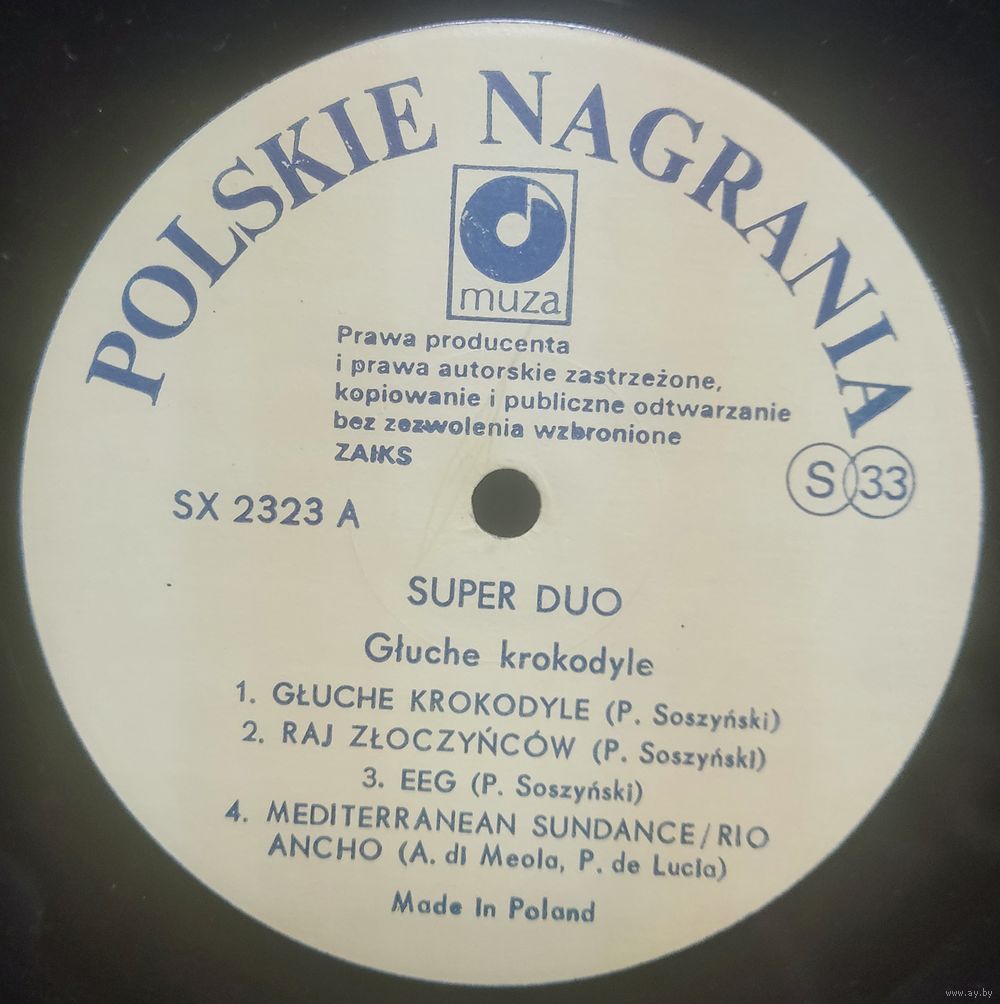 POLSKIE NAGRANIA
muza
Prawa producenta
i prawa autorskie zastrzeżone,
kopiowanie i publiczne odtwarzanie
bez zezwolenia wzbronione
ZAIKS
S 33
SX 2323 A
SUPER DUO
Głuche krokodyle
1. GŁUCHE KROKODYLE (P. Soszyński)
2. RAJ ZŁOCZYŃCÓW (P. Soszyński)
3. EEG (P. Soszyński)
4. MEDITERRANEAN SUNDANCE/RIO
ANCHO (A. di Meola, P. de Lucia)
Made In Poland
www.ay.by